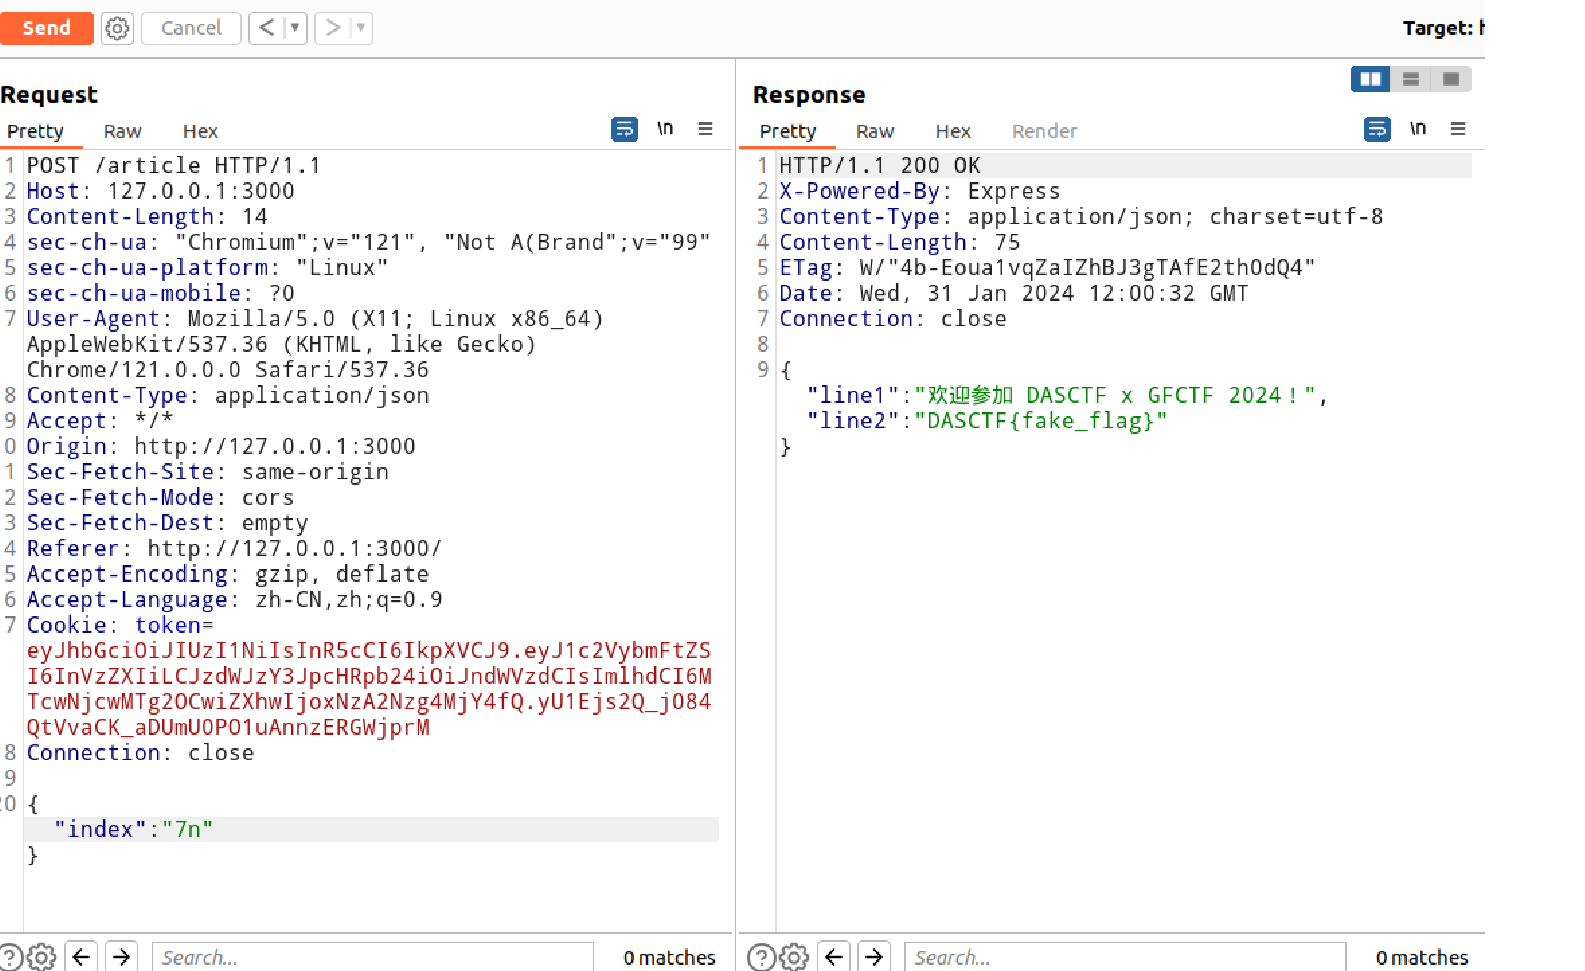 Send
Cancel
<
>
Target: h
Request
Pretty Raw Hex
\n
1 POST /article HTTP/1.1
2 Host: 127.0.0.1:3000
3 Content-Length: 14
4 sec-ch-ua: "Chromium";v="121", "Not A(Brand";v="99"
5 sec-ch-ua-platform: "Linux"
6 sec-ch-ua-mobile: ?0
7 User-Agent: Mozilla/5.0 (X11; Linux x86_64)
AppleWebKit/537.36 (KHTML, like Gecko)
Chrome/121.0.0.0 Safari/537.36
8 Content-Type: application/json
9 Accept: */*
0 Origin: http://127.0.0.1:3000
1 Sec-Fetch-Site: same-origin
2 Sec-Fetch-Mode: cors
3 Sec-Fetch-Dest: empty
4 Referer: http://127.0.0.1:3000/
5 Accept-Encoding: gzip, deflate
6 Accept-Language: zh-CN,zh;q=0.9
7 Cookie: token=
eyJhbGciOiJIUzI1NiIsInR5cCI6IkpXVCJ9.eyJ1c2VybmFtZS
I6InVzZXIiLCJzdWJzY3JpcHRpb24iOiJndWVzdCIsImlhdCI6M
TcwNjcwMTg2OCwiZXhwIjoxNzA2Nzg4MjY4fQ.yU1Ejs2Q_jO84
QtVvaCK_aDUmU0PO1uAnnzERGWjprM
8 Connection: close
9
20 {
"index":"7n"
}
? Search... 0 matches
Response
Pretty Raw Hex Render
\n
1 HTTP/1.1 200 OK
2 X-Powered-By: Express
3 Content-Type: application/json; charset=utf-8
4 Content-Length: 75
5 ETag: W/"4b-Eoua1vqZaIZhBJ3gTAfE2thOdQ4"
6 Date: Wed, 31 Jan 2024 12:00:32 GMT
7 Connection: close
8
9 {
"line1":"欢迎参加 DASCTF x GFCTF 2024！",
"line2":"DASCTF{fake_flag}"
}
? Search... 0 matches